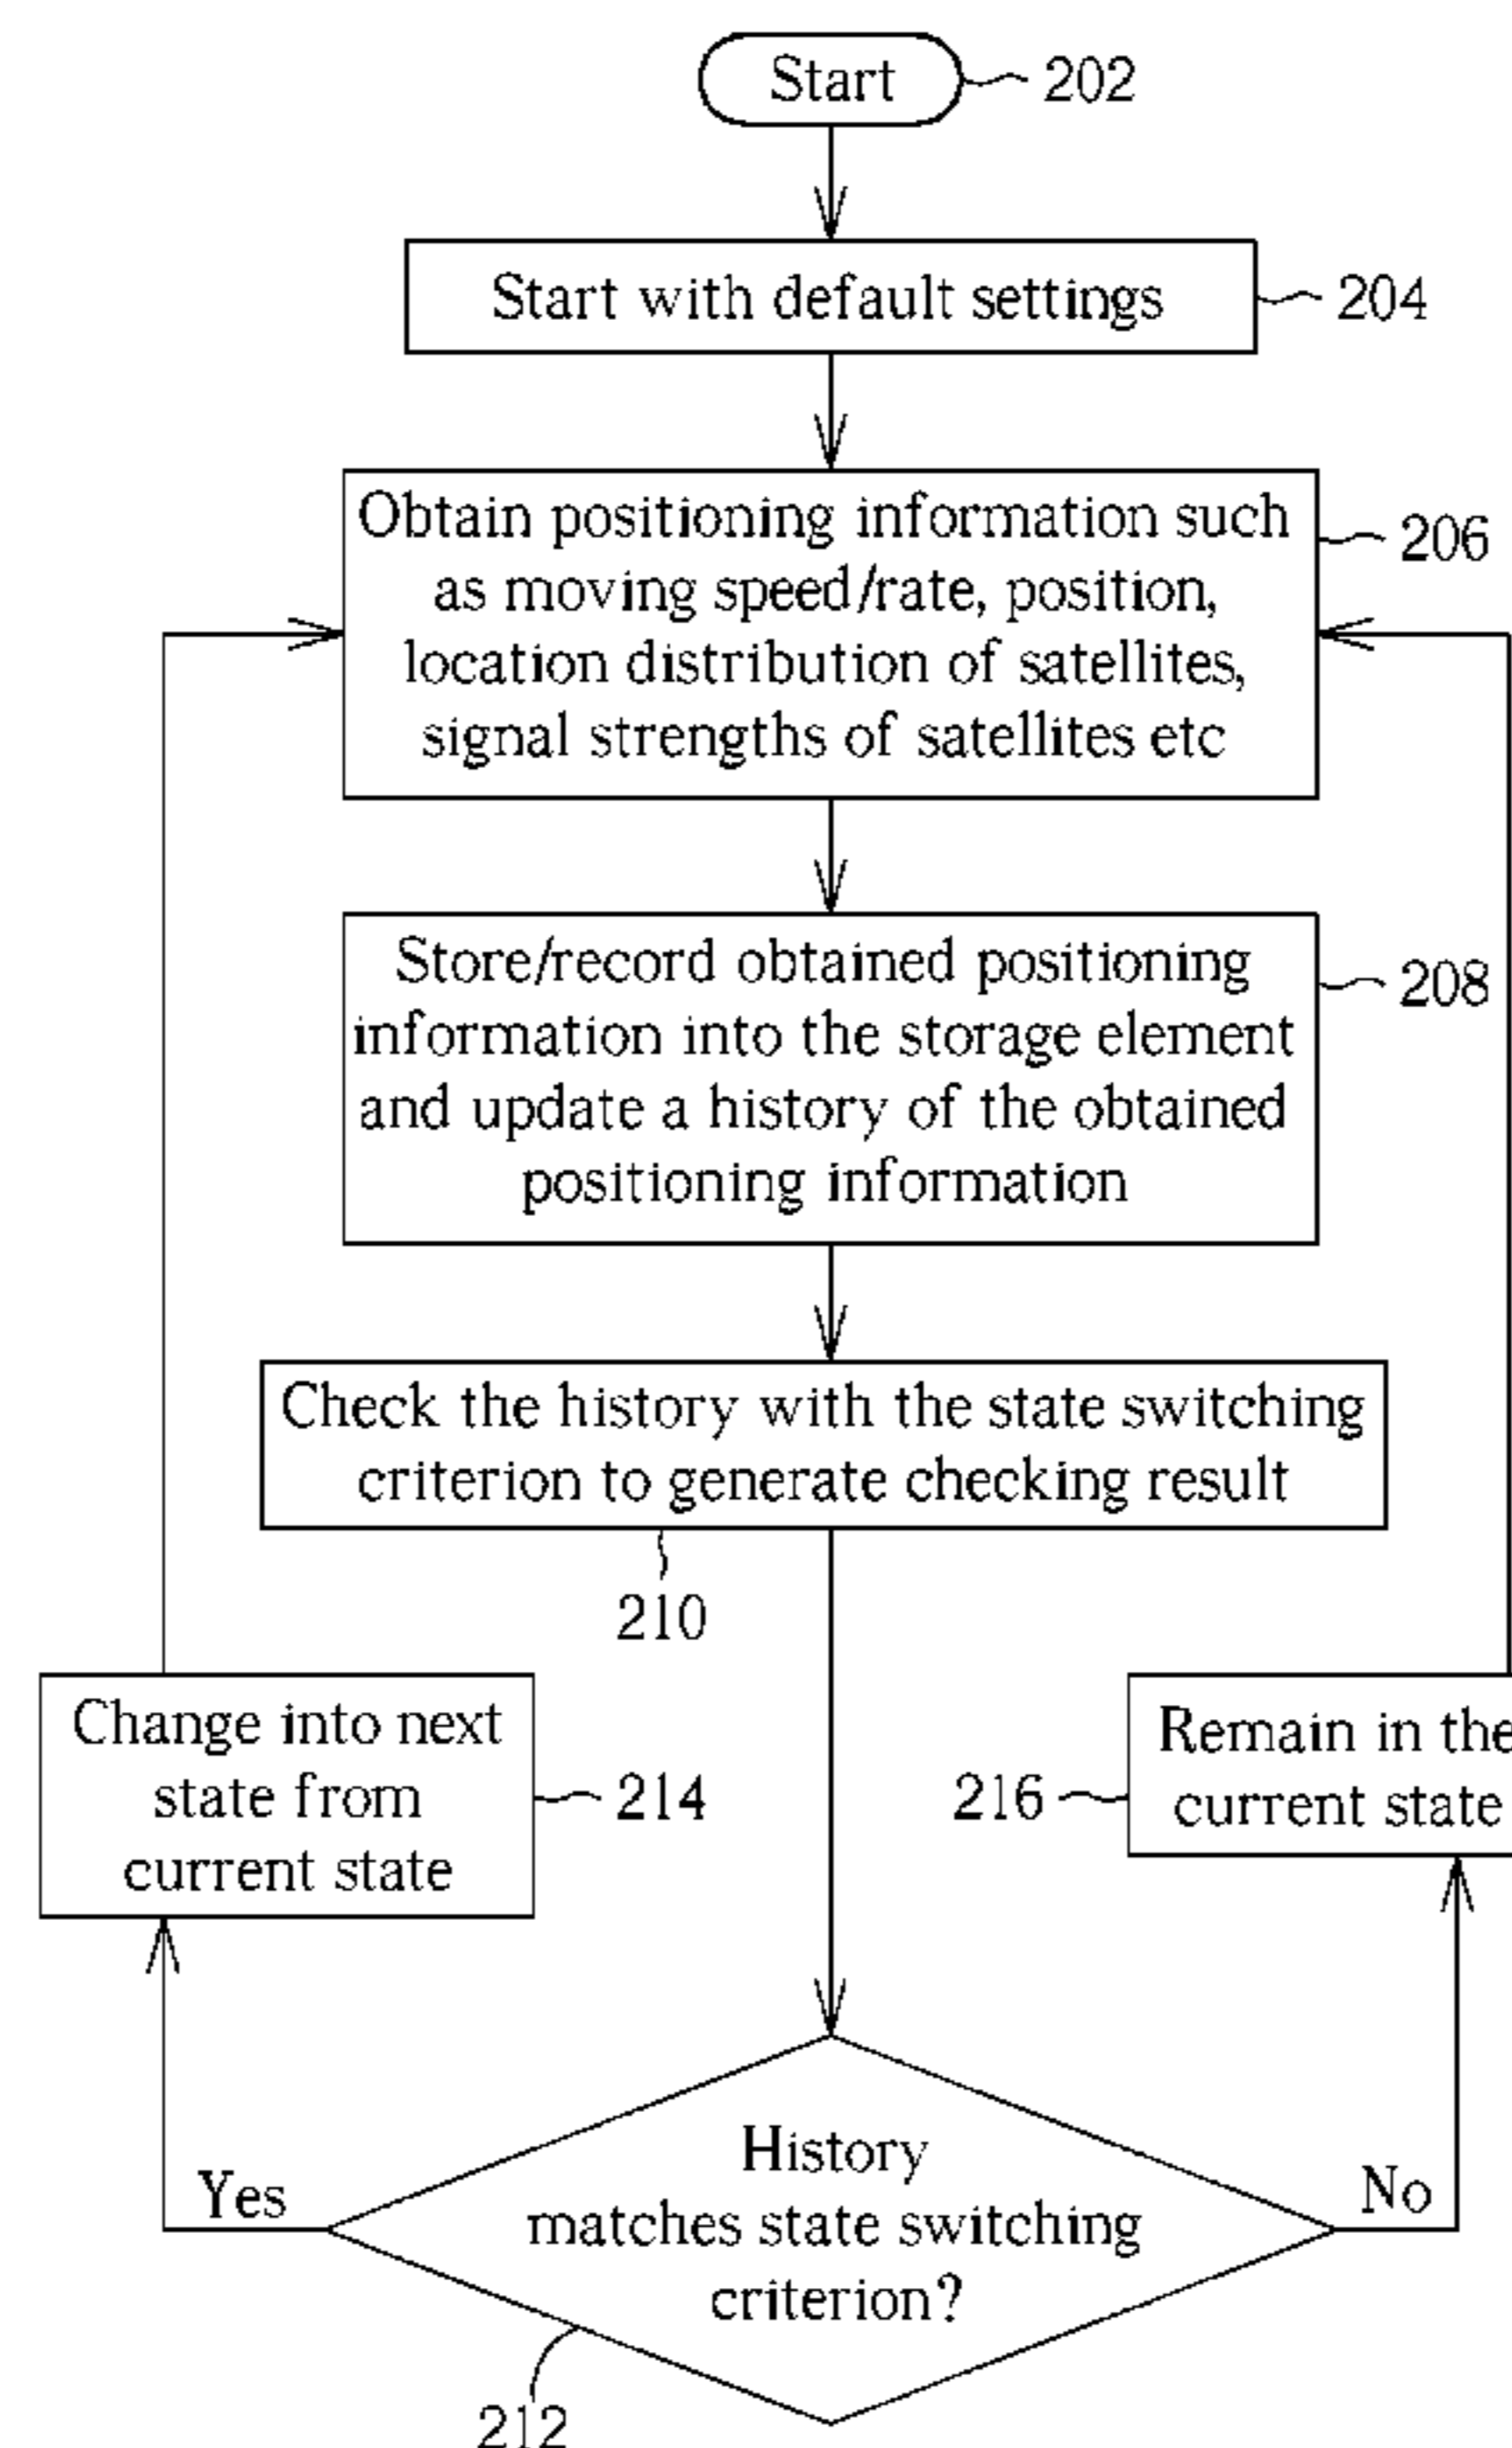 Start
202
Start with default settings
204
Obtain positioning information such
as moving speed/rate, position,
location distribution of satellites,
signal strengths of satellites etc
206
Store/record obtained positioning
information into the storage element
and update a history of the obtained
positioning information
208
Check the history with the state switching
criterion to generate checking result
210
Change into next
state from
current state
214
216
Remain in the
current state
History
matches state switching
criterion?
Yes
No
212